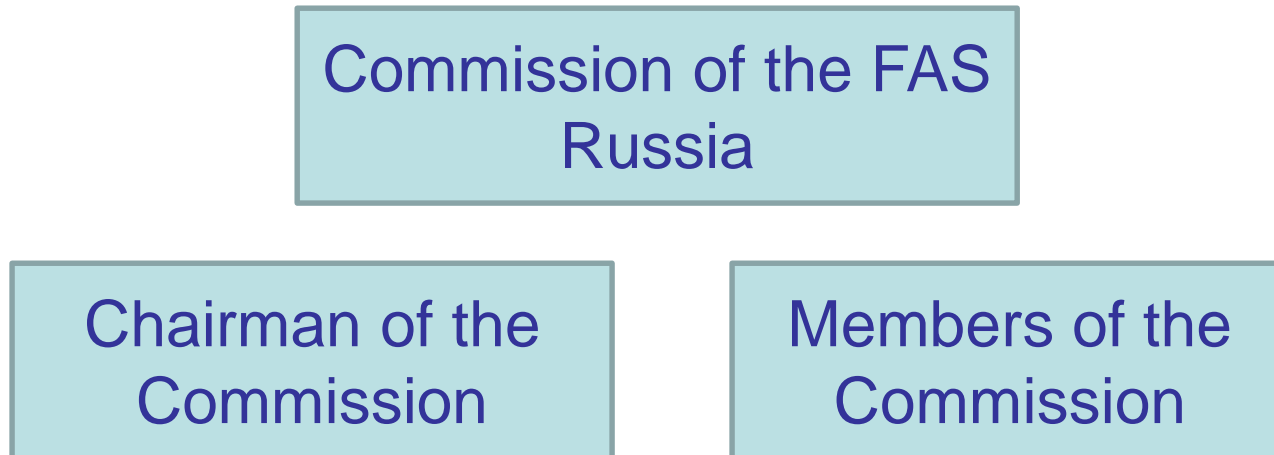 Commission of the FAS
Russia
Chairman of the
Commission
Members of the
Commission